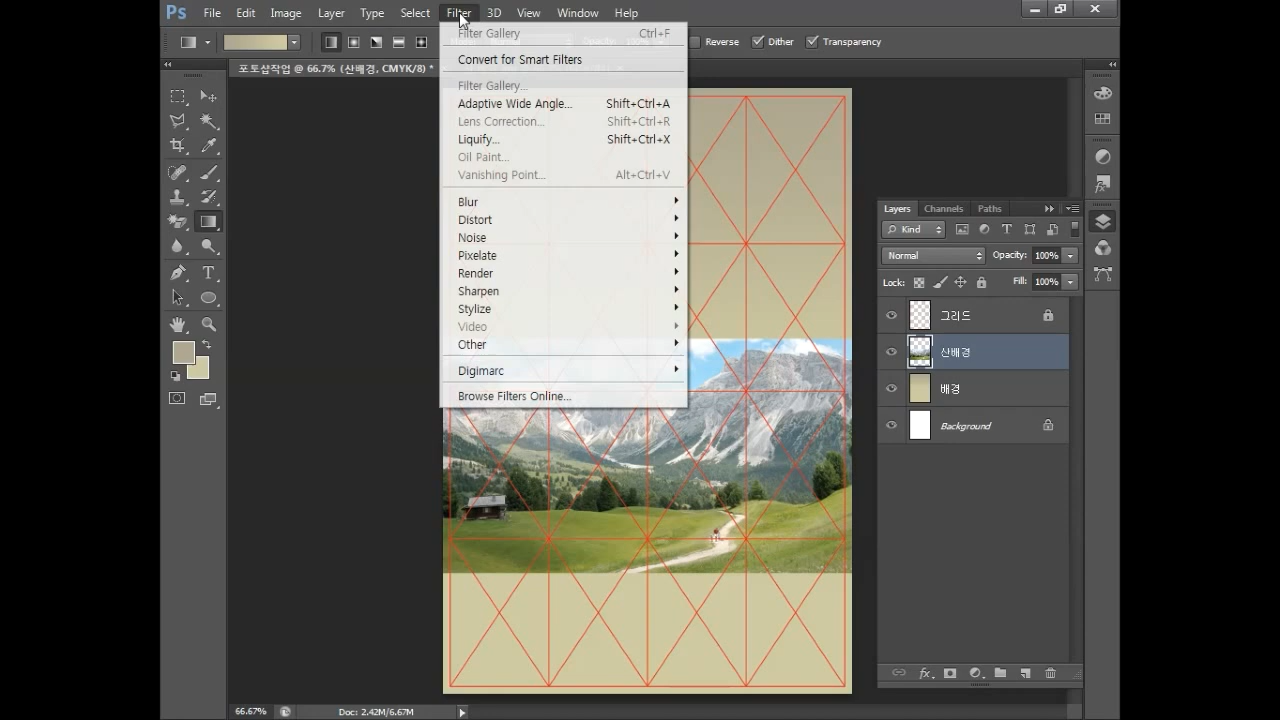 Ps File Edit Image Layer Type Select Filter 3D View Window Help
Reverse Dither Transparency
포토샵작업 @ 66.7% (산배경, CMYK/8) *
Filter Gallery Ctrl+F
Convert for Smart Filters
Filter Gallery...
Adaptive Wide Angle... Shift+Ctrl+A
Lens Correction... Shift+Ctrl+R
Liquify... Shift+Ctrl+X
Oil Paint...
Vanishing Point... Alt+Ctrl+V
Blur
Distort
Noise
Pixelate
Render
Sharpen
Stylize
Video
Other
Digimarc
Browse Filters Online...
Layers Channels Paths
Kind
Normal Opacity: 100%
Lock: Fill: 100%
그리드
산배경
배경
Background
fx
66.67% Doc: 2.42M/6.67M